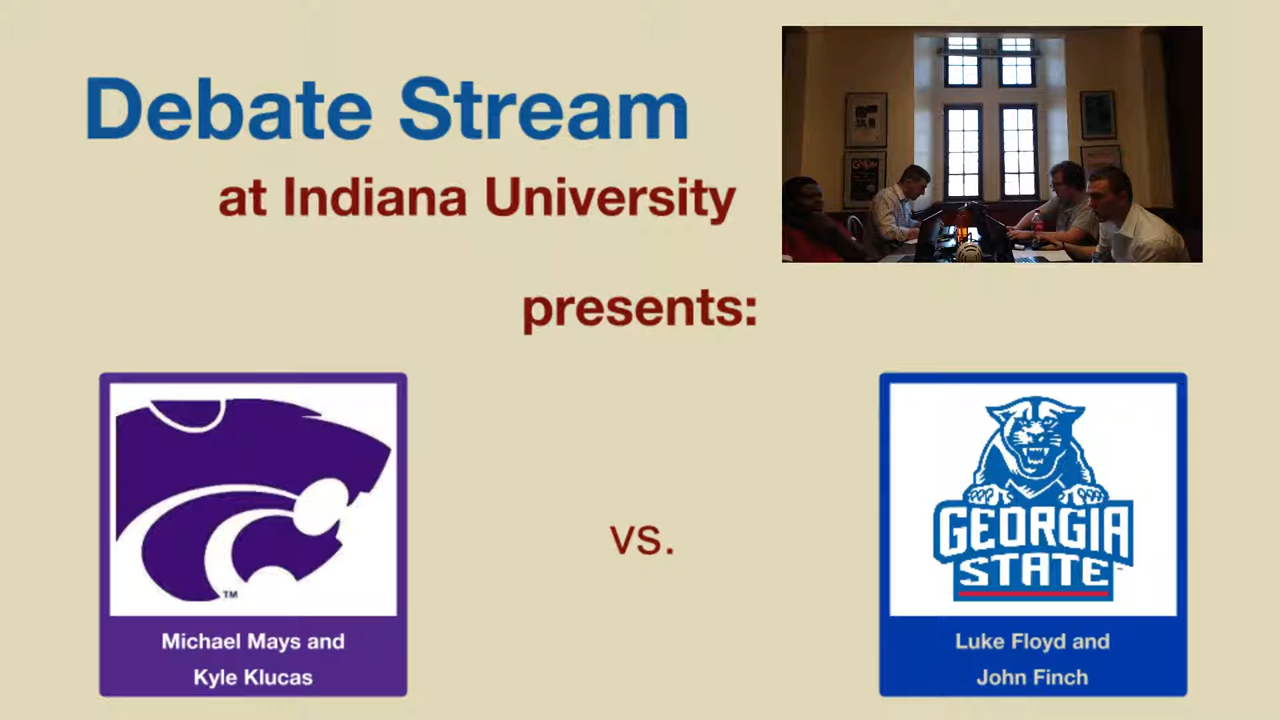 Debate Stream
at Indiana University
presents:
TM
vs.
GEORGIA
STATE
Michael Mays and
Kyle Klucas
Luke Floyd and
John Finch